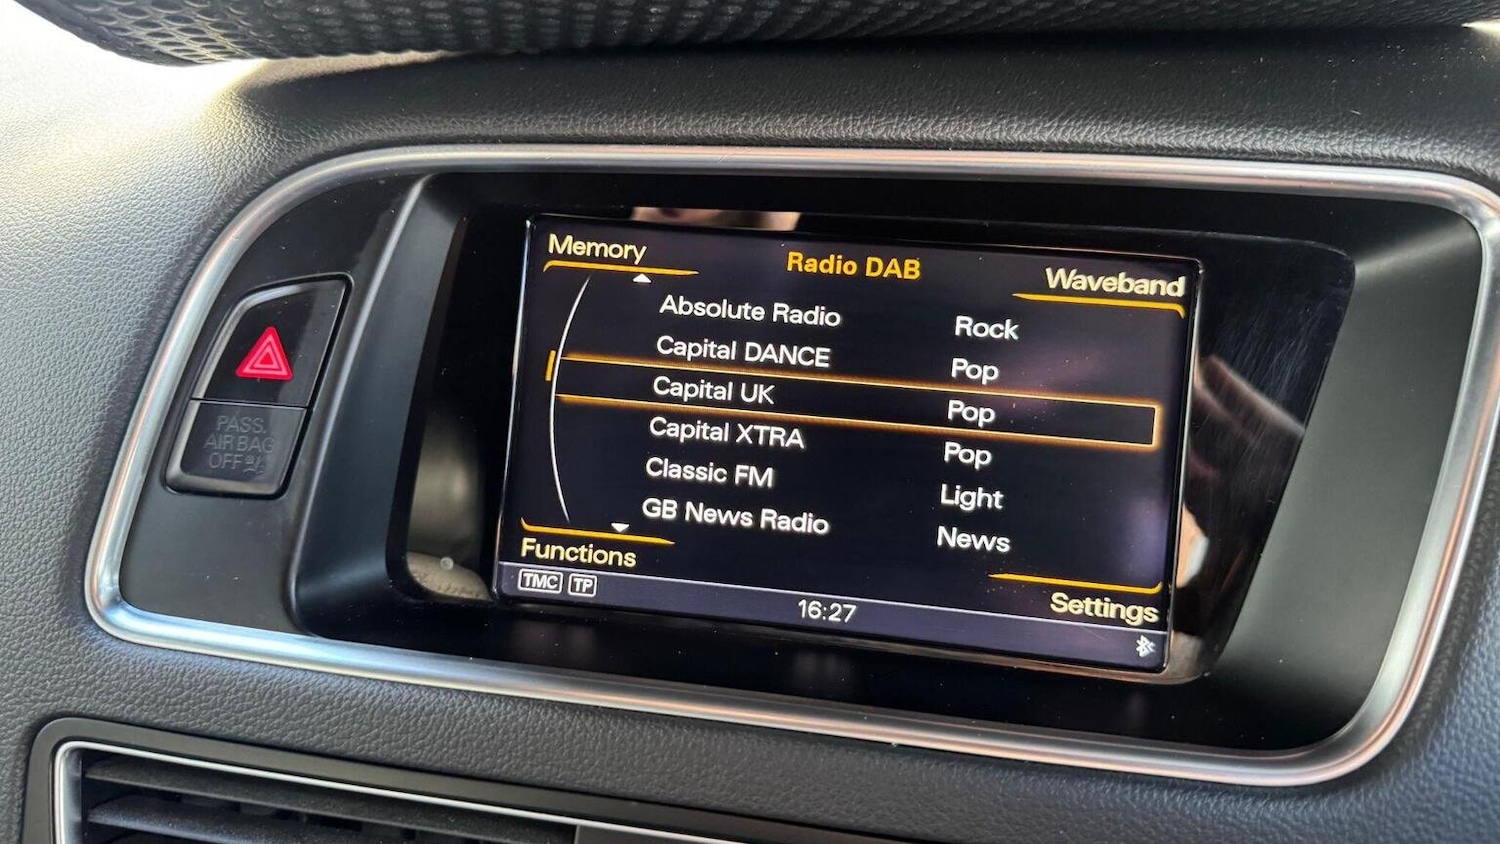 Memory
Radio DAB
Waveband
Absolute Radio Rock
Capital DANCE Pop
Capital UK Pop
Capital XTRA Pop
Classic FM Light
GB News Radio News
Functions
Settings
TMC TP
16:27
PASS.
AIR BAG
OFF